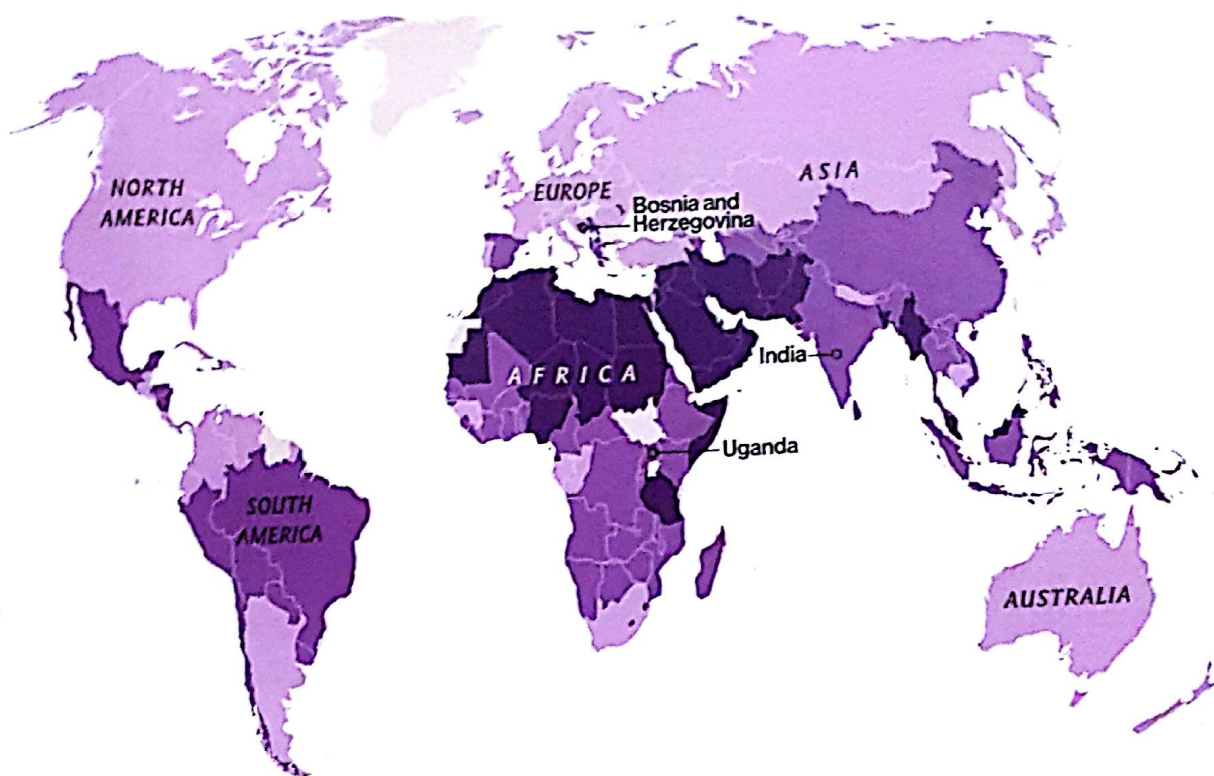 NORTH
AMERICA
EUROPE
ASIA
Bosnia and
Herzegovina
India
AFRICA
Uganda
SOUTH
AMERICA
AUSTRALIA